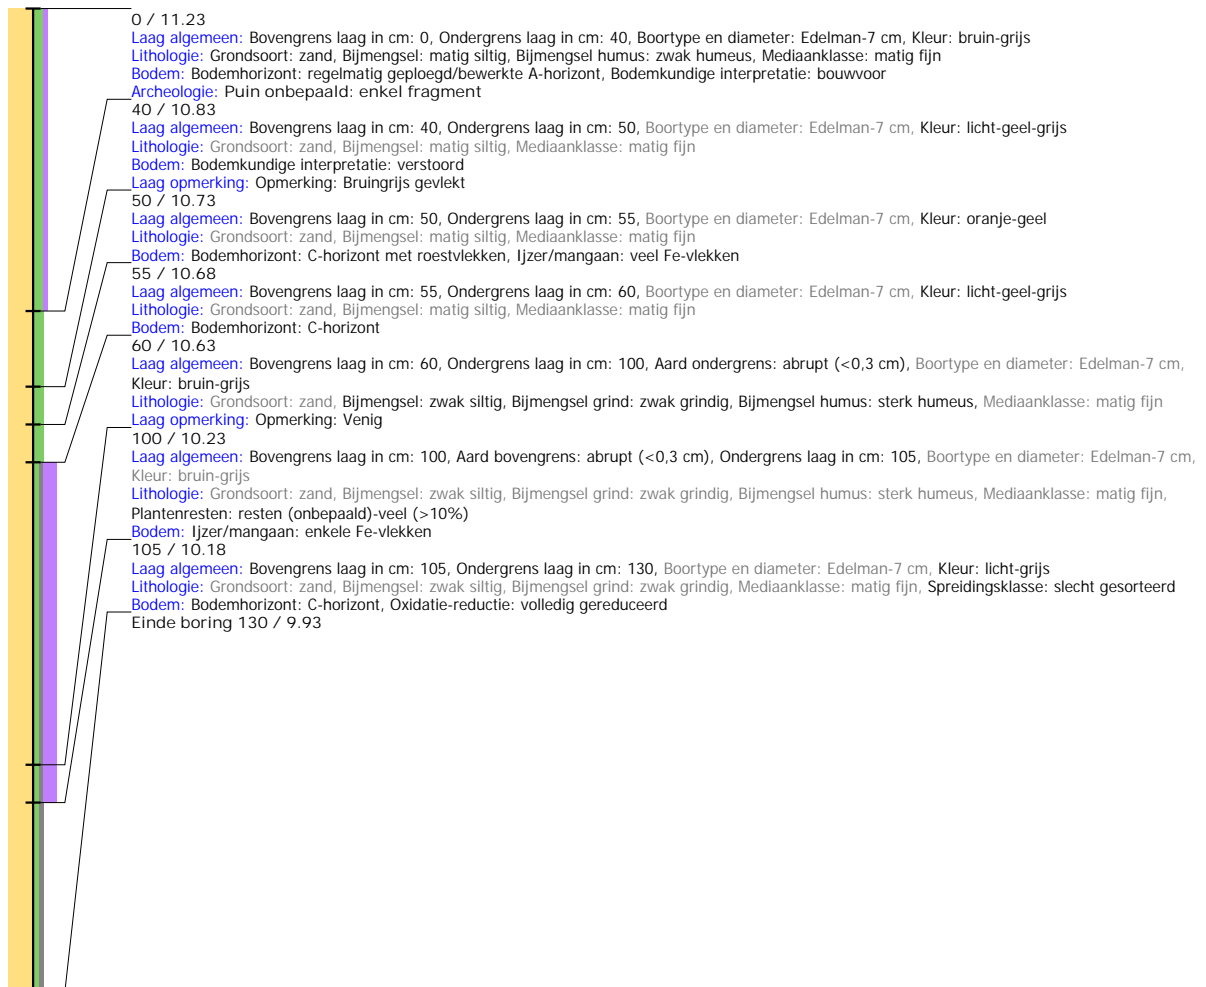 0 / 11.23
Laag algemeen: Bovengrens laag in cm: 0, Ondergrens laag in cm: 40, Boortype en diameter: Edelman-7 cm, Kleur: bruin-grijs
Lithologie: Grondsoort: zand, Bijmengsel: matig siltig, Bijmengsel humus: zwak humeus, Mediaanklasse: matig fijn
Bodem: Bodemhorizont: regelmatig geploegd/bewerkte A-horizont, Bodemkundige interpretatie: bouwvoor
Archeologie: Puin onbepaald: enkel fragment
40 / 10.83
Laag algemeen: Bovengrens laag in cm: 40, Ondergrens laag in cm: 50, Boortype en diameter: Edelman-7 cm, Kleur: licht-geel-grijs
Lithologie: Grondsoort: zand, Bijmengsel: matig siltig, Mediaanklasse: matig fijn
Bodem: Bodemkundige interpretatie: verstoord
Laag opmerking: Opmerking: Bruingrijs gevlekt
50 / 10.73
Laag algemeen: Bovengrens laag in cm: 50, Ondergrens laag in cm: 55, Boortype en diameter: Edelman-7 cm, Kleur: oranje-geel
Lithologie: Grondsoort: zand, Bijmengsel: matig siltig, Mediaanklasse: matig fijn
Bodem: Bodemhorizont: C-horizont met roestvlekken, Ijzer/mangaan: veel Fe-vlekken
55 / 10.68
Laag algemeen: Bovengrens laag in cm: 55, Ondergrens laag in cm: 60, Boortype en diameter: Edelman-7 cm, Kleur: licht-geel-grijs
Lithologie: Grondsoort: zand, Bijmengsel: matig siltig, Mediaanklasse: matig fijn
Bodem: Bodemhorizont: C-horizont
60 / 10.63
Laag algemeen: Bovengrens laag in cm: 60, Ondergrens laag in cm: 100, Aard ondergrens: abrupt (<0,3 cm), Boortype en diameter: Edelman-7 cm,
Kleur: bruin-grijs
Lithologie: Grondsoort: zand, Bijmengsel: zwak siltig, Bijmengsel grind: zwak grindig, Bijmengsel humus: sterk humeus, Mediaanklasse: matig fijn
Laag opmerking: Opmerking: Venig
100 / 10.23
Laag algemeen: Bovengrens laag in cm: 100, Aard bovengrens: abrupt (<0,3 cm), Ondergrens laag in cm: 105, Boortype en diameter: Edelman-7 cm,
Kleur: bruin-grijs
Lithologie: Grondsoort: zand, Bijmengsel: zwak siltig, Bijmengsel grind: zwak grindig, Bijmengsel humus: sterk humeus, Mediaanklasse: matig fijn,
Plantenresten: resten (onbepaald)-veel (>10%)
Bodem: Ijzer/mangaan: enkele Fe-vlekken
105 / 10.18
Laag algemeen: Bovengrens laag in cm: 105, Ondergrens laag in cm: 130, Boortype en diameter: Edelman-7 cm, Kleur: licht-grijs
Lithologie: Grondsoort: zand, Bijmengsel: zwak siltig, Bijmengsel grind: zwak grindig, Mediaanklasse: matig fijn, Spreidingsklasse: slecht gesorteerd
Bodem: Bodemhorizont: C-horizont, Oxidatie-reductie: volledig gereduceerd
Einde boring 130 / 9.93